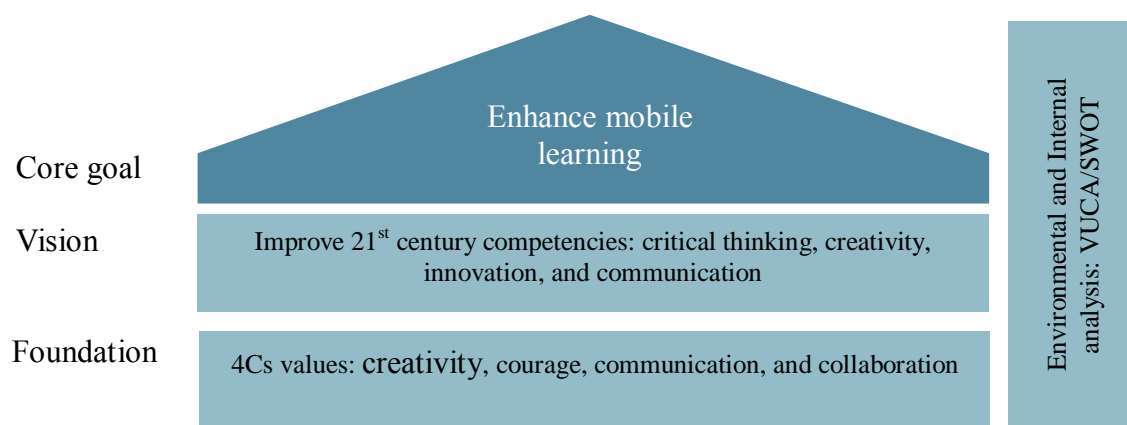 Enhance mobile
learning
Core goal
Vision
Improve 21st century competencies: critical thinking, creativity,
innovation, and communication
Foundation
4Cs values: creativity, courage, communication, and collaboration
Environmental and Internal
analysis: VUCA/SWOT